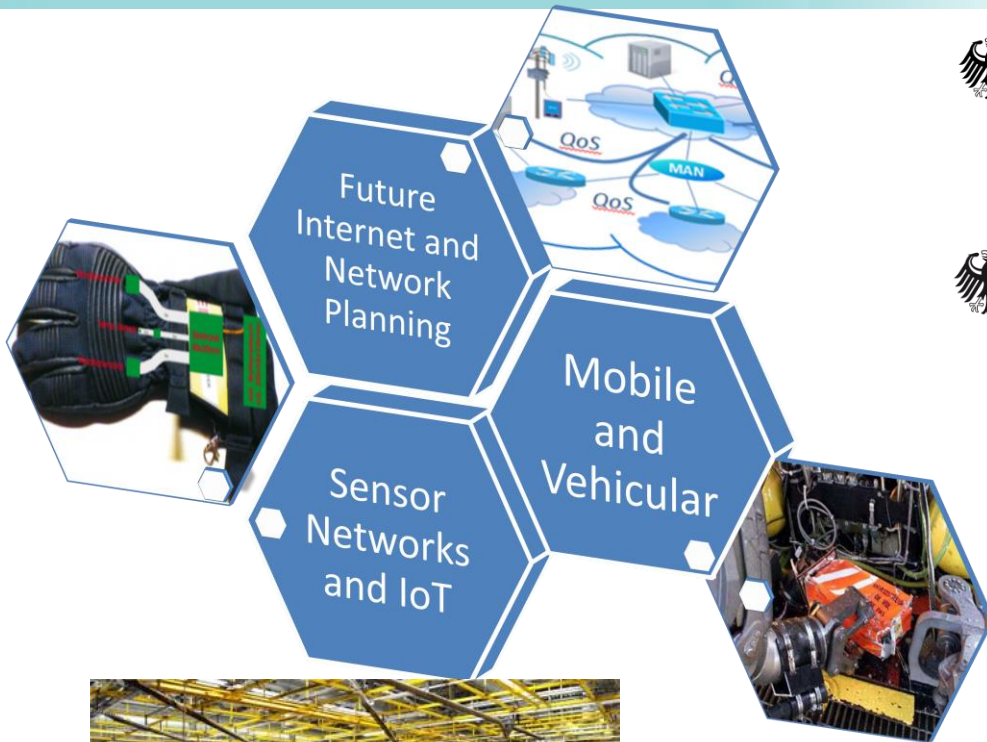 Future
Internet and
Network
Planning
QoS
MAN
QoS
Mobile
and
Vehicular
Sensor
Networks
and IoT